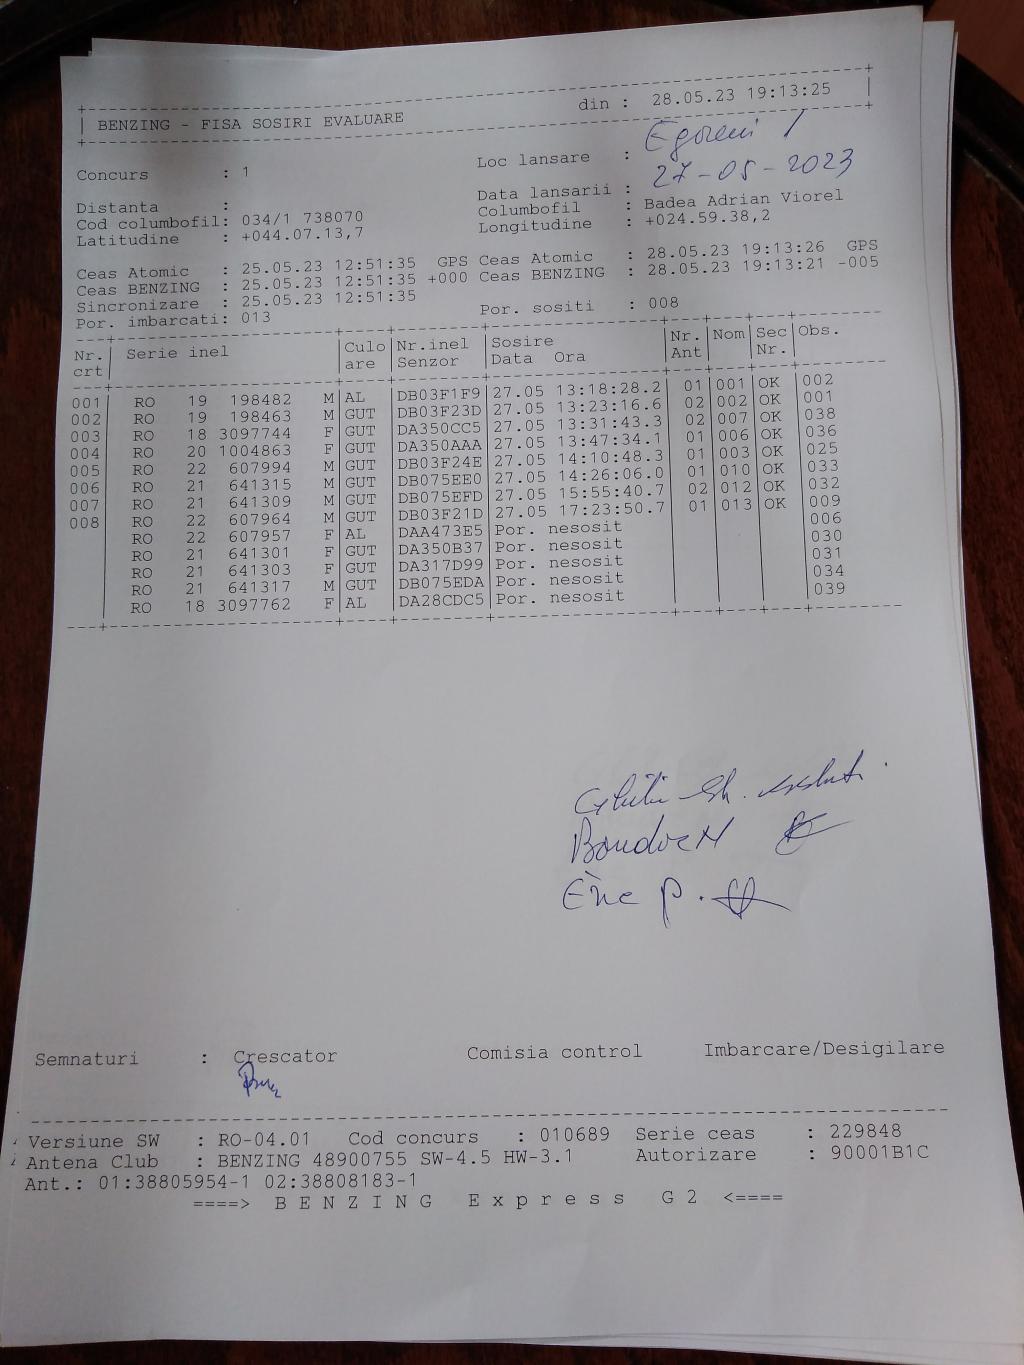 BENZING - FISA SOSIRI EVALUARE din : 28.05.23 19:13:25
Concurs : 1 Loc lansare :
Distanta : Data lansarii : 27-05-2023
Cod columbofil: 034/1 738070 Columbofil : Badea Adrian Viorel
Latitudine : +044.07.13,7 Longitudine : +024.59.38,2
Ceas Atomic : 25.05.23 12:51:35 GPS Ceas Atomic : 28.05.23 19:13:26 GPS
Ceas BENZING : 25.05.23 12:51:35 +000 Ceas BENZING : 28.05.23 19:13:21 -005
Sincronizare : 25.05.23 12:51:35
Por. imbarcati: 013 Por. sositi : 008
Nr. Serie inel Culo Nr.inel Sosire Nr. Nom Sec Obs.
crt are Senzor Data Ora Ant Nr.
001 RO 19 198482 M AL DB03F1F9 27.05 13:18:28.2 01 001 OK 002
002 RO 19 198463 M GUT DB03F23D 27.05 13:23:16.6 02 002 OK 001
003 RO 18 3097744 F GUT DA350CC5 27.05 13:31:43.3 02 007 OK 038
004 RO 20 1004863 F GUT DA350AAA 27.05 13:47:34.1 01 006 OK 036
005 RO 22 607994 M GUT DB03F24E 27.05 14:10:48.3 01 003 OK 025
006 RO 21 641315 M GUT DB075EE0 27.05 14:26:06.0 01 010 OK 033
007 RO 21 641309 M GUT DB075EFD 27.05 15:55:40.7 02 012 OK 032
008 RO 22 607964 M GUT DB03F21D 27.05 17:23:50.7 01 013 OK 009
RO 22 607957 F AL DAA473E5 Por. nesosit 006
RO 21 641301 F GUT DA350B37 Por. nesosit 030
RO 21 641303 F GUT DA317D99 Por. nesosit 031
RO 21 641317 M GUT DB075EDA Por. nesosit 034
RO 18 3097762 F AL DA28CDC5 Por. nesosit 039
Semnaturi : Crescator Comisia control Imbarcare/Desigilare
Versiune SW : RO-04.01 Cod concurs : 010689 Serie ceas : 229848
Antena Club : BENZING 48900755 SW-4.5 HW-3.1 Autorizare : 90001B1C
Ant.: 01:38805954-1 02:38808183-1
====> B E N Z I N G E x p r e s s G 2 <====